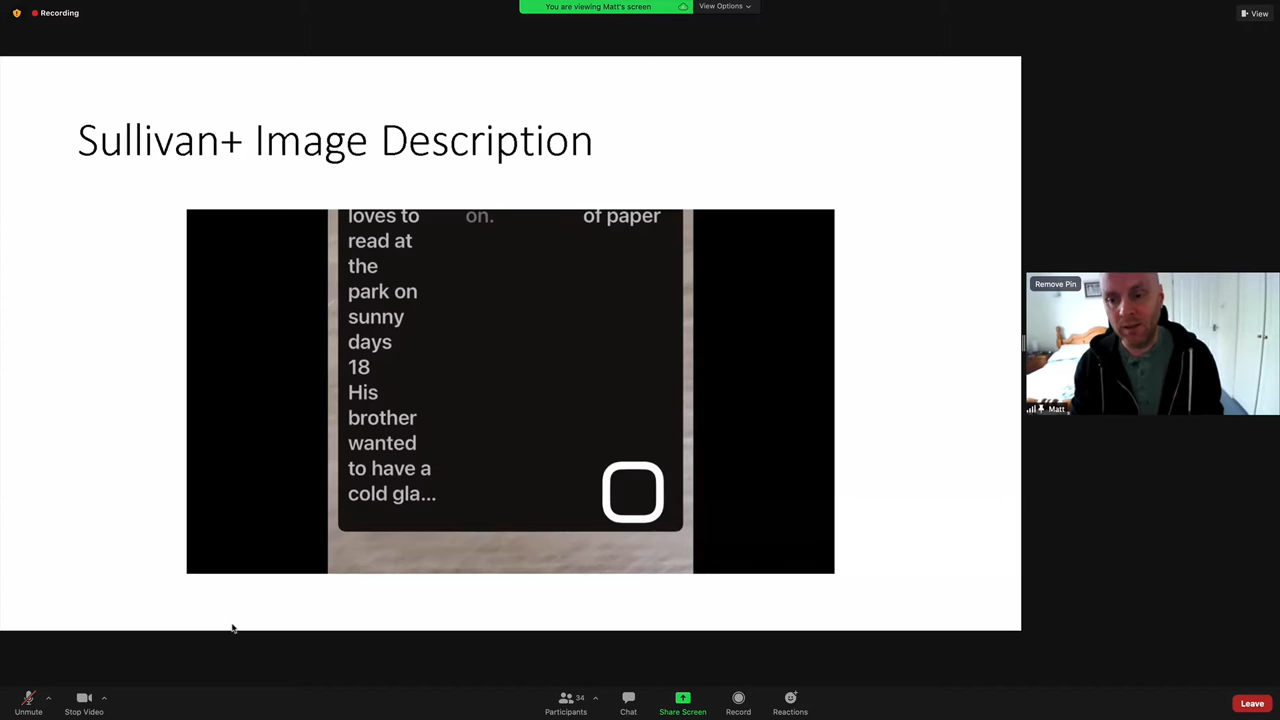 Recording
You are viewing Matt's screen
View Options
View
Sullivan+ Image Description
loves to
read at
the
park on
sunny
days
18
His
brother
wanted
to have a
cold gla...
on.
of paper
Remove Pin
Matt
Unmute
Stop Video
34
Participants
Chat
Share Screen
Record
Reactions
Leave